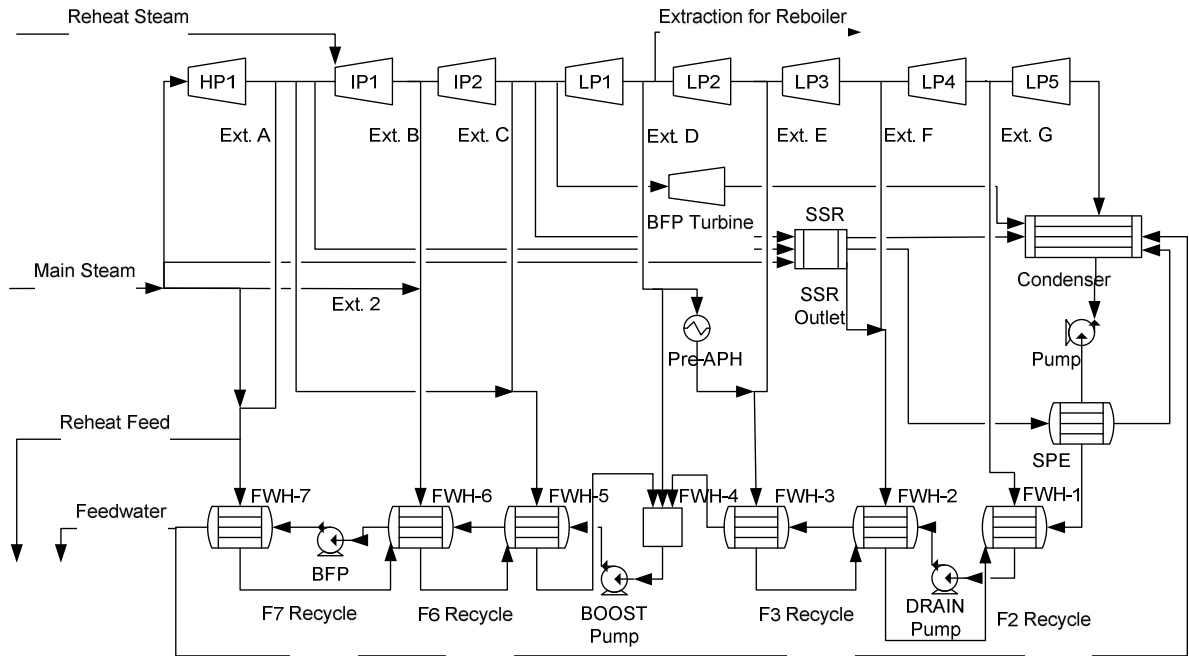 Reheat Steam
Extraction for Reboiler
HP1
IP1
IP2
LP1
LP2
LP3
LP4
LP5
Ext. A
Ext. B
Ext. C
Ext. D
Ext. E
Ext. F
Ext. G
BFP Turbine
SSR
Main Steam
Ext. 2
SSR
Outlet
Condenser
Pre-APH
Pump
Reheat Feed
SPE
Feedwater
FWH-7
FWH-6
FWH-5
FWH-4
FWH-3
FWH-2
FWH-1
BFP
F7 Recycle
F6 Recycle
BOOST
Pump
F3 Recycle
DRAIN
Pump
F2 Recycle